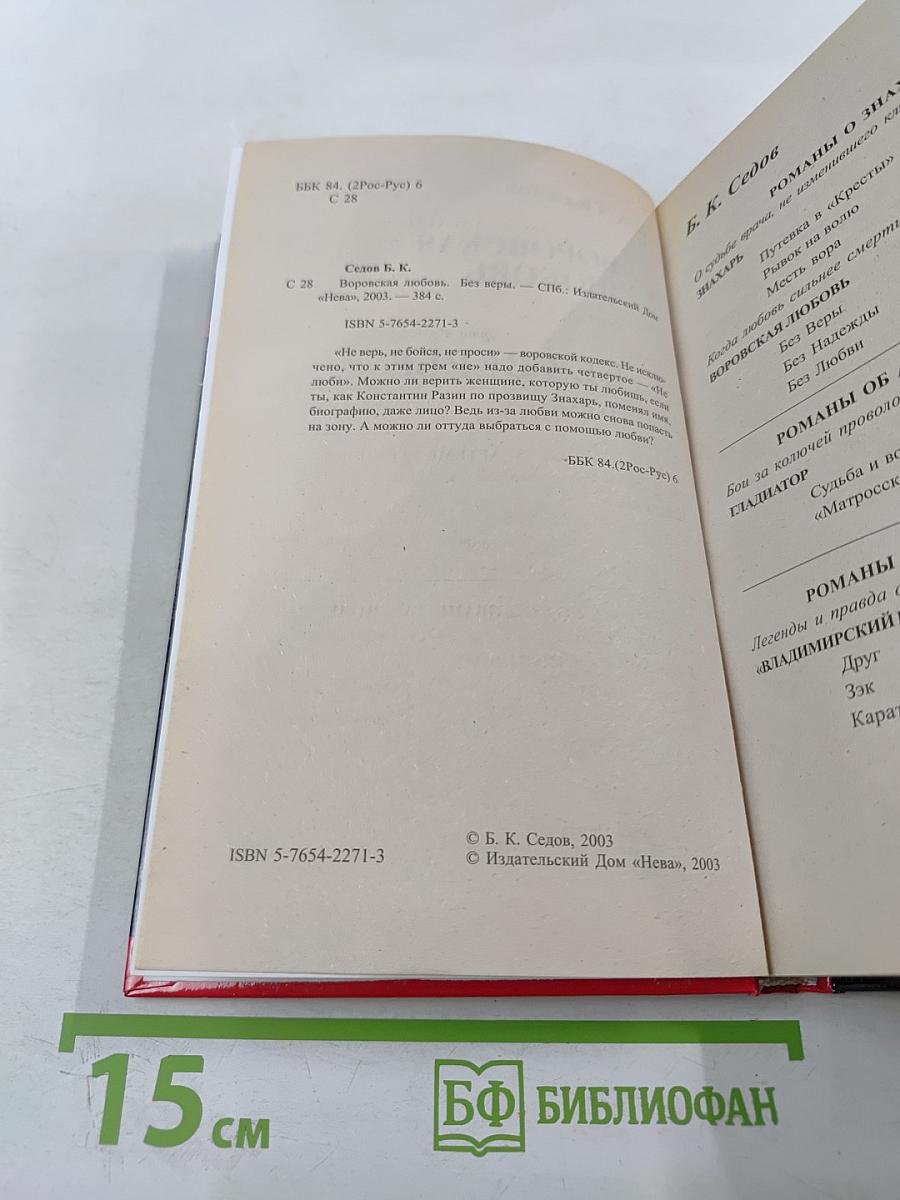 ББК 84. (2Рос-Рус) 6
С 28
Седов Б. К.
С 28 Воровская любовь. Без веры. — СПб.: Издательский Дом
«Нева», 2003. — 384 с.
ISBN 5-7654-2271-3
«Не верь, не бойся, не проси» — воровской кодекс. Не исклю-
чено, что к этим трем «не» надо добавить четвертое — «Не
люби». Можно ли верить женщине, которую ты любишь, если
ты, как Константин Разин по прозвищу Знахарь, поменял имя,
биографию, даже лицо? Ведь из-за любви можно снова попасть
на зону. А можно ли оттуда выбраться с помощью любви?
ББК 84.(2Рос-Рус) 6
ISBN 5-7654-2271-3
© Б. К. Седов, 2003
© Издательский Дом «Нева», 2003
Б. К. Седов
РОМАНЫ О ЗНАХ
О судьбе врача, не изменившего кл
ЗНАХАРЬ
Путевка в «Кресты»
Рывок на волю
Месть вора
Когда любовь сильнее смерти
ВОРОВСКАЯ ЛЮБОВЬ
Без Веры
Без Надежды
Без Любви
РОМАНЫ ОБ
Бои за колючей проволо
ГЛАДИАТОР
Судьба и во
«Матросск
РОМАНЫ
Легенды и правда о
«ВЛАДИМИРСКИЙ
Друг
Зэк
Карат
15 см
БФ БИБЛИОФАН